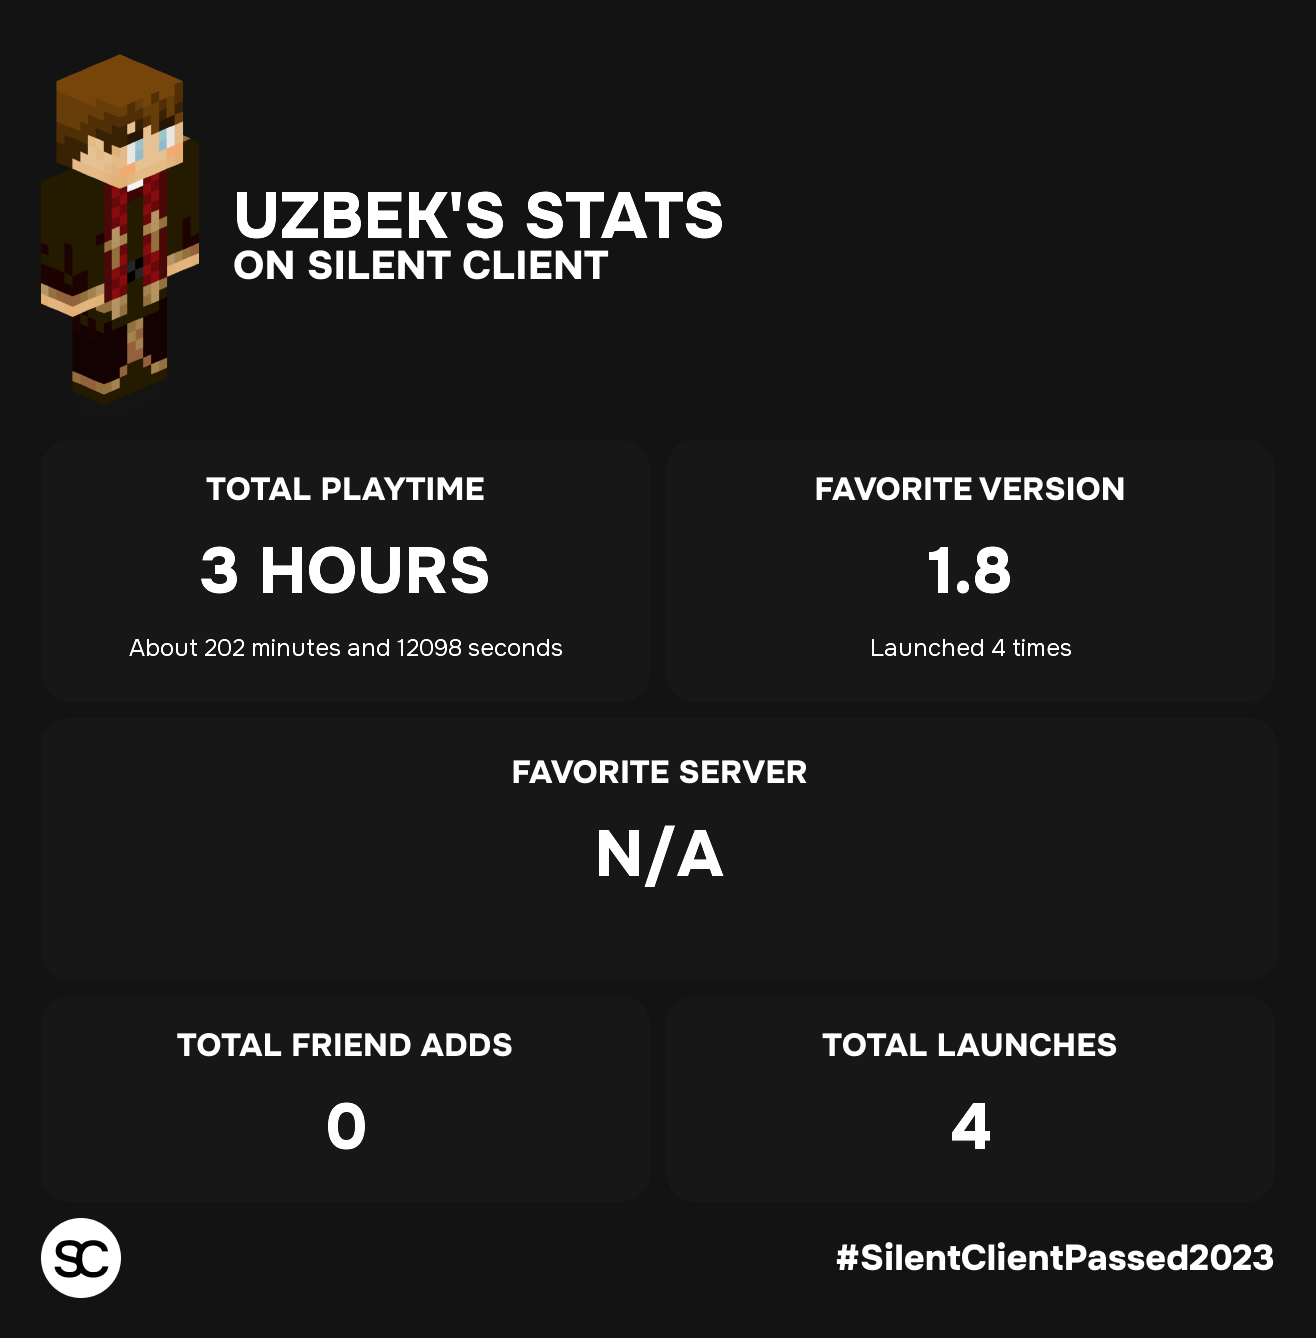 UZBEK'S STATS
ON SILENT CLIENT
TOTAL PLAYTIME
3 HOURS
About 202 minutes and 12098 seconds
FAVORITE VERSION
1.8
Launched 4 times
FAVORITE SERVER
N/A
TOTAL FRIEND ADDS
0
TOTAL LAUNCHES
4
SC
#SilentClientPassed2023